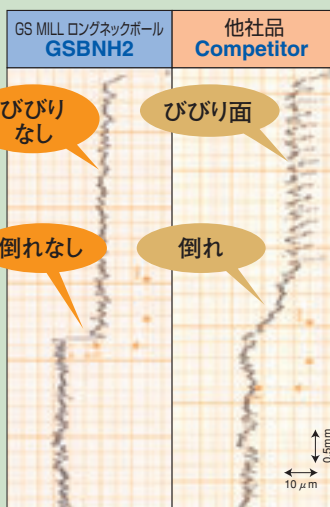 GS MILL ロングネックボール
GSBNH2
他社品
Competitor
びびり
なし
びびり面
倒れなし
倒れ
0.5mm
10μm